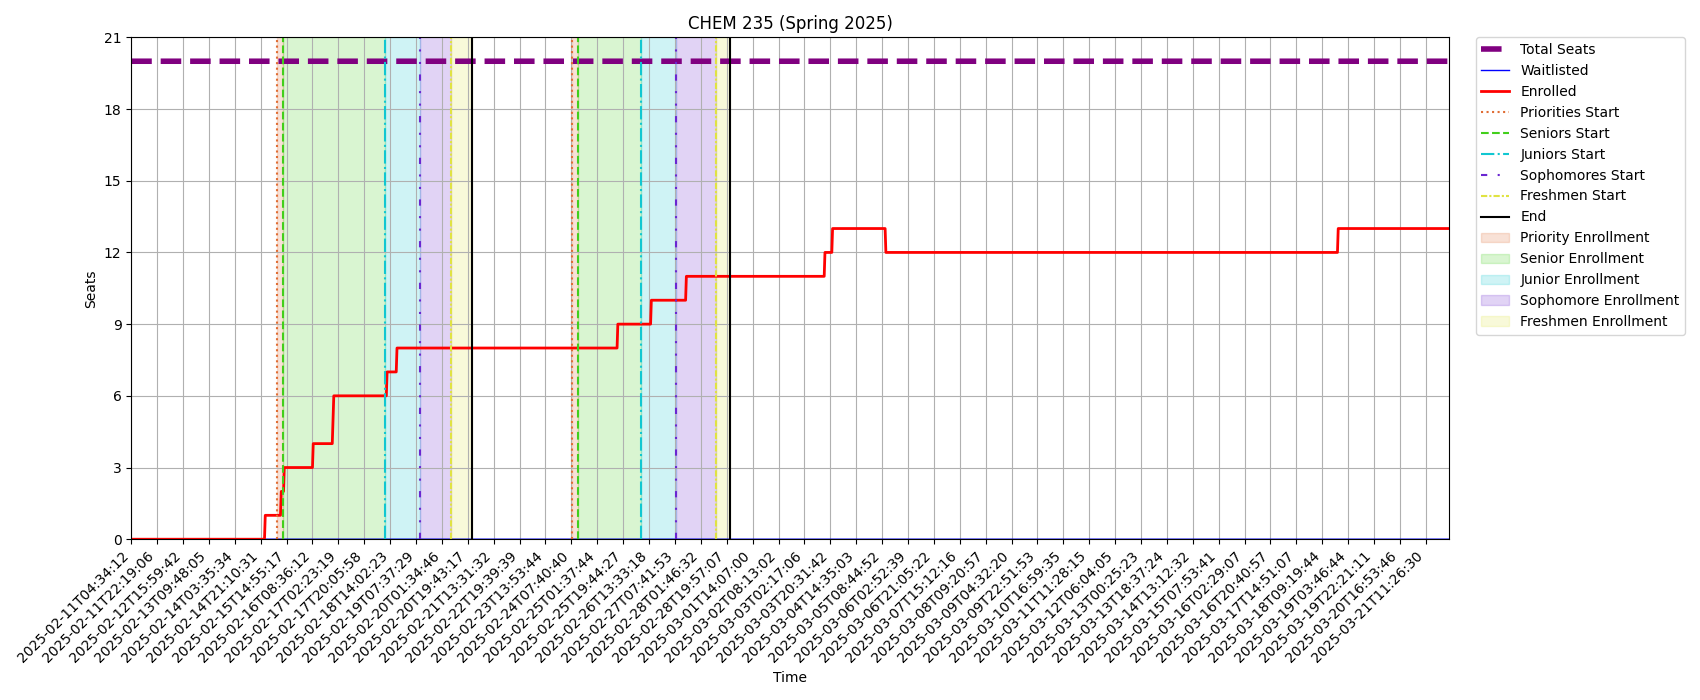 CHEM 235 (Spring 2025)
21
18
15
12
9
6
3
0
Seats
2025-02-11T04:34:12
2025-02-11T22:19:06
2025-02-12T15:59:42
2025-02-13T09:48:05
2025-02-14T03:35:34
2025-02-14T21:10:31
2025-02-15T14:55:17
2025-02-16T08:36:12
2025-02-17T02:23:19
2025-02-17T20:05:58
2025-02-18T14:02:23
2025-02-19T07:37:29
2025-02-20T01:34:46
2025-02-20T19:43:17
2025-02-21T13:31:32
2025-02-22T19:39:39
2025-02-23T13:53:44
2025-02-24T07:40:40
2025-02-25T01:37:44
2025-02-25T19:44:27
2025-02-26T13:33:18
2025-02-27T07:41:53
2025-02-28T01:46:32
2025-02-28T19:57:07
2025-03-01T14:07:00
2025-03-02T08:13:02
2025-03-03T02:17:06
2025-03-03T20:31:42
2025-03-04T14:35:03
2025-03-05T08:44:52
2025-03-06T02:52:39
2025-03-06T21:05:22
2025-03-07T15:12:16
2025-03-08T09:20:57
2025-03-09T04:32:20
2025-03-09T22:51:53
2025-03-10T16:59:35
2025-03-11T11:28:15
2025-03-12T06:04:05
2025-03-13T00:25:23
2025-03-13T18:37:24
2025-03-14T13:12:32
2025-03-15T07:53:41
2025-03-16T02:29:07
2025-03-16T20:40:57
2025-03-17T14:51:07
2025-03-18T09:19:44
2025-03-19T03:46:44
2025-03-19T22:21:11
2025-03-20T16:53:46
2025-03-21T11:26:30
Time
Total Seats
Waitlisted
Enrolled
Priorities Start
Seniors Start
Juniors Start
Sophomores Start
Freshmen Start
End
Priority Enrollment
Senior Enrollment
Junior Enrollment
Sophomore Enrollment
Freshmen Enrollment